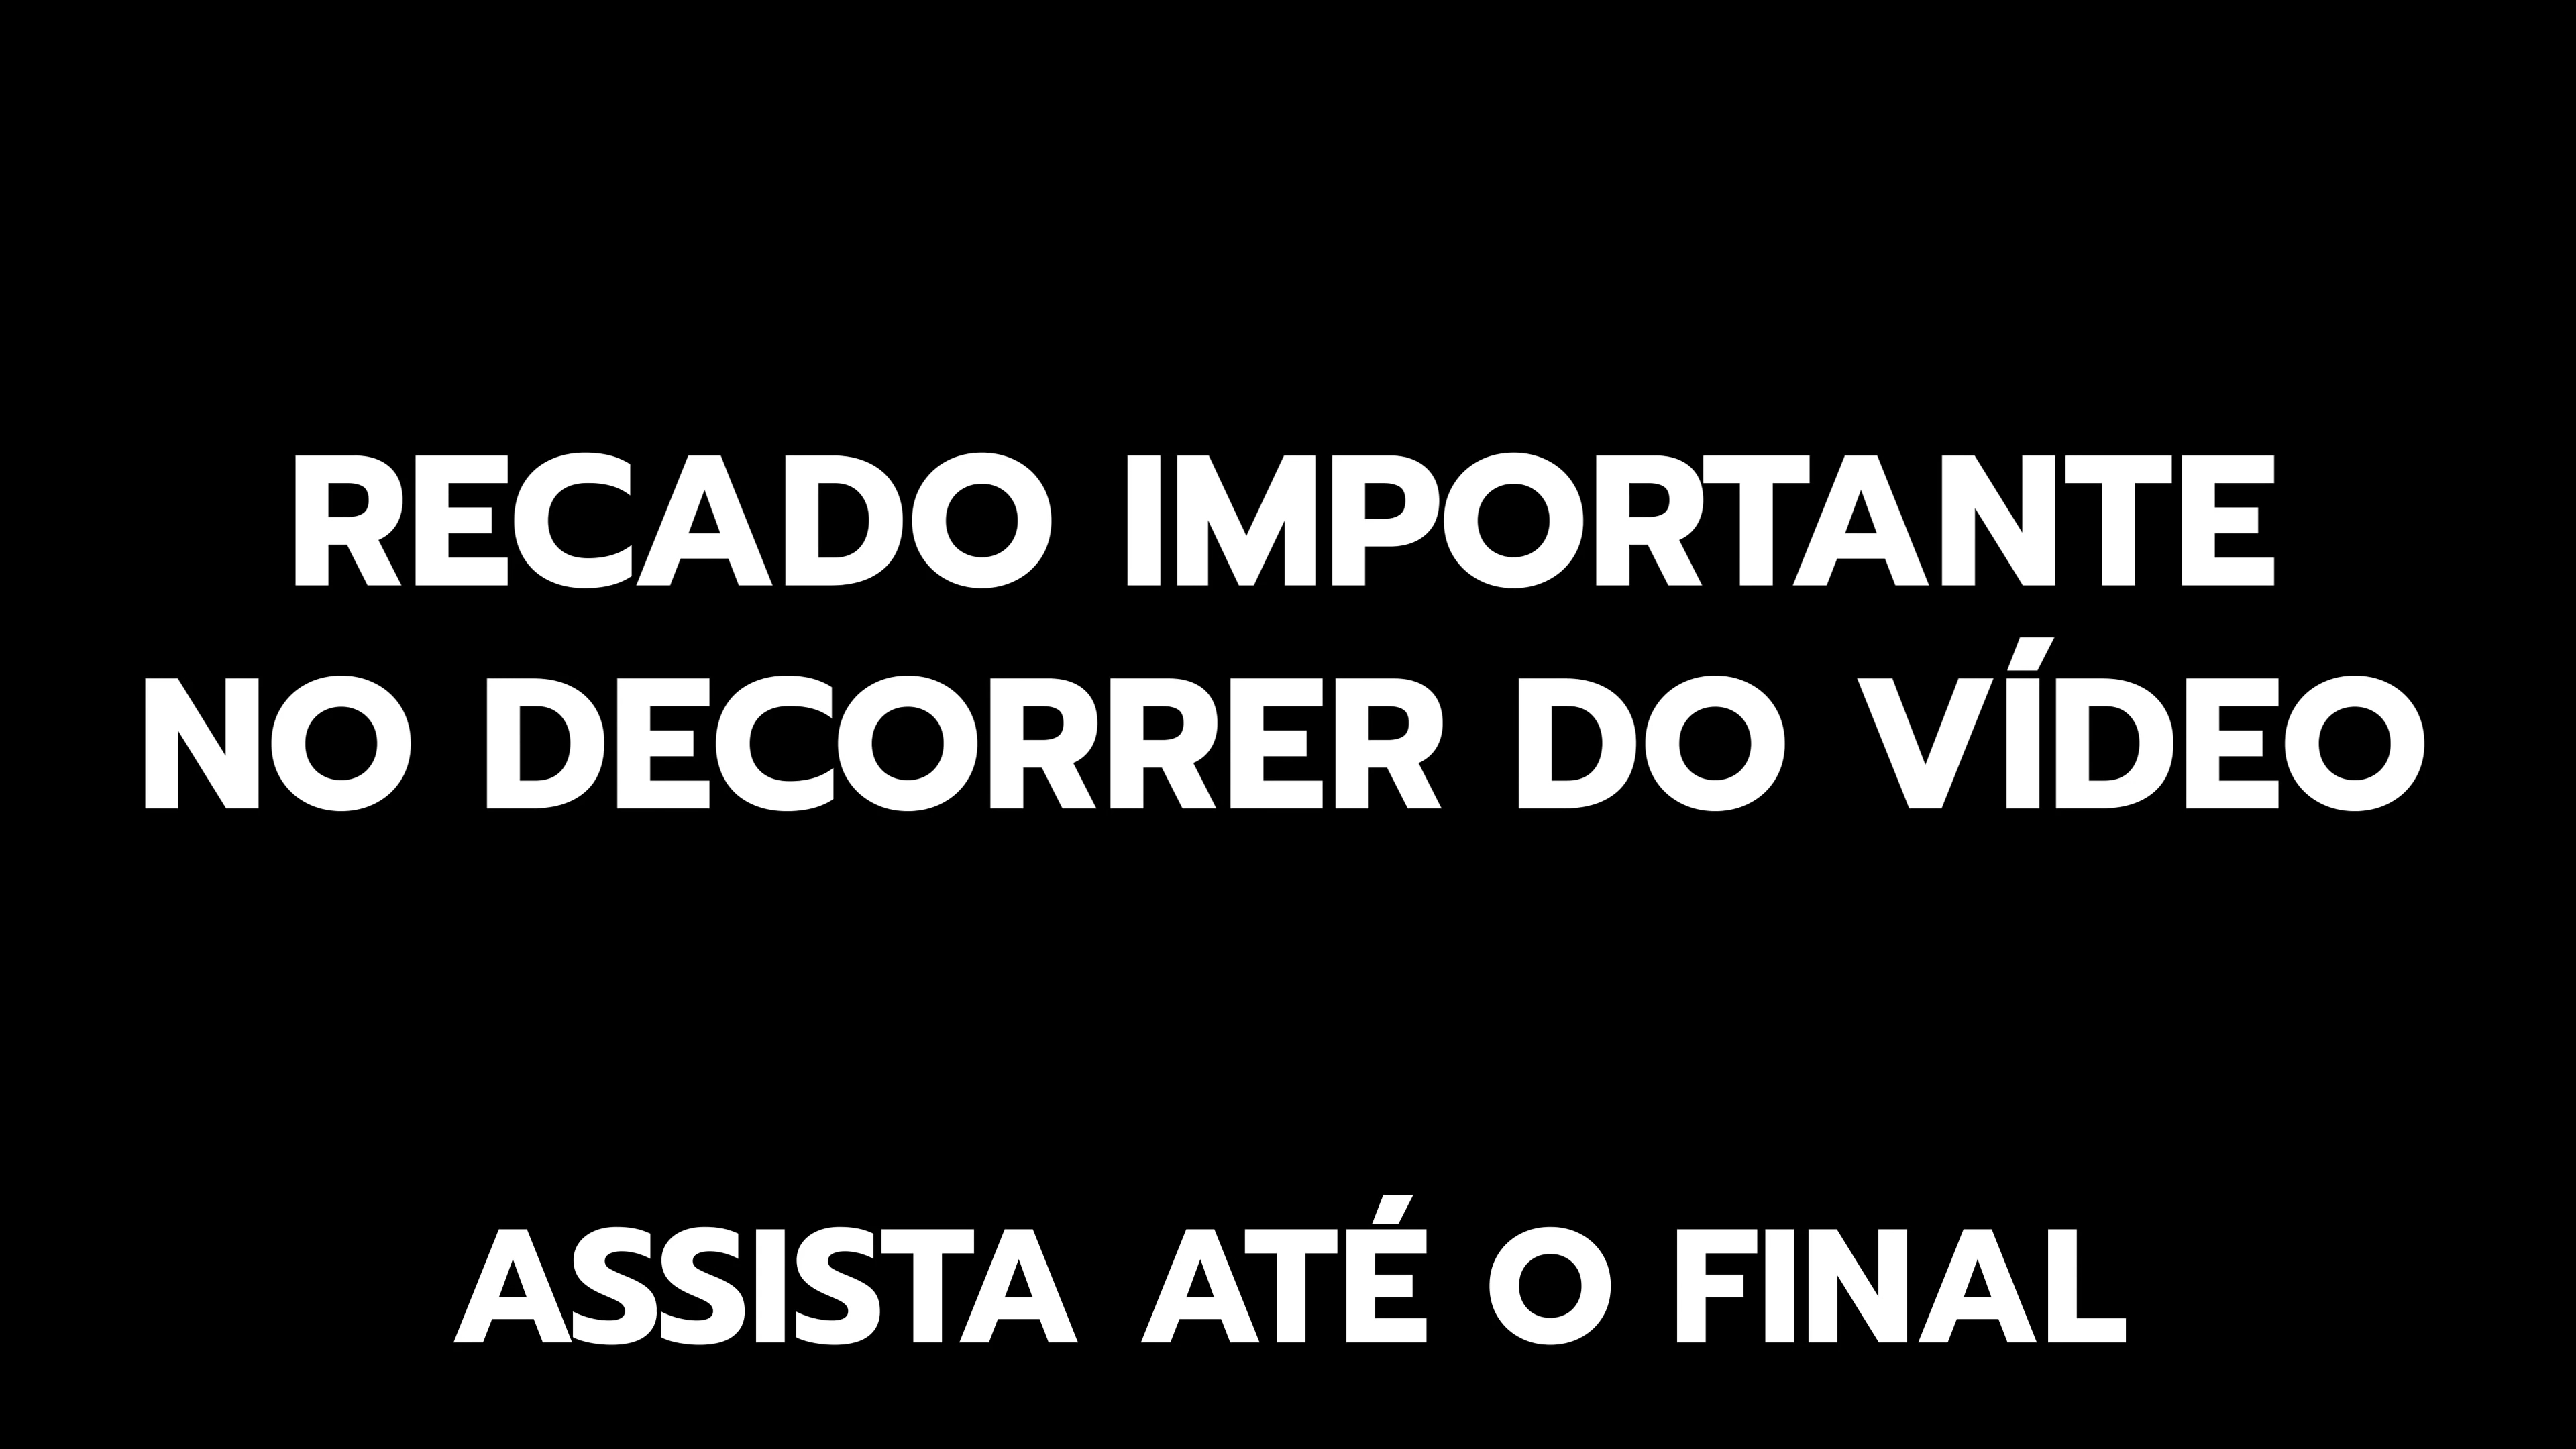 RECADO IMPORTANTE
NO DECORRER DO VÍDEO
ASSISTA ATÉ O FINAL